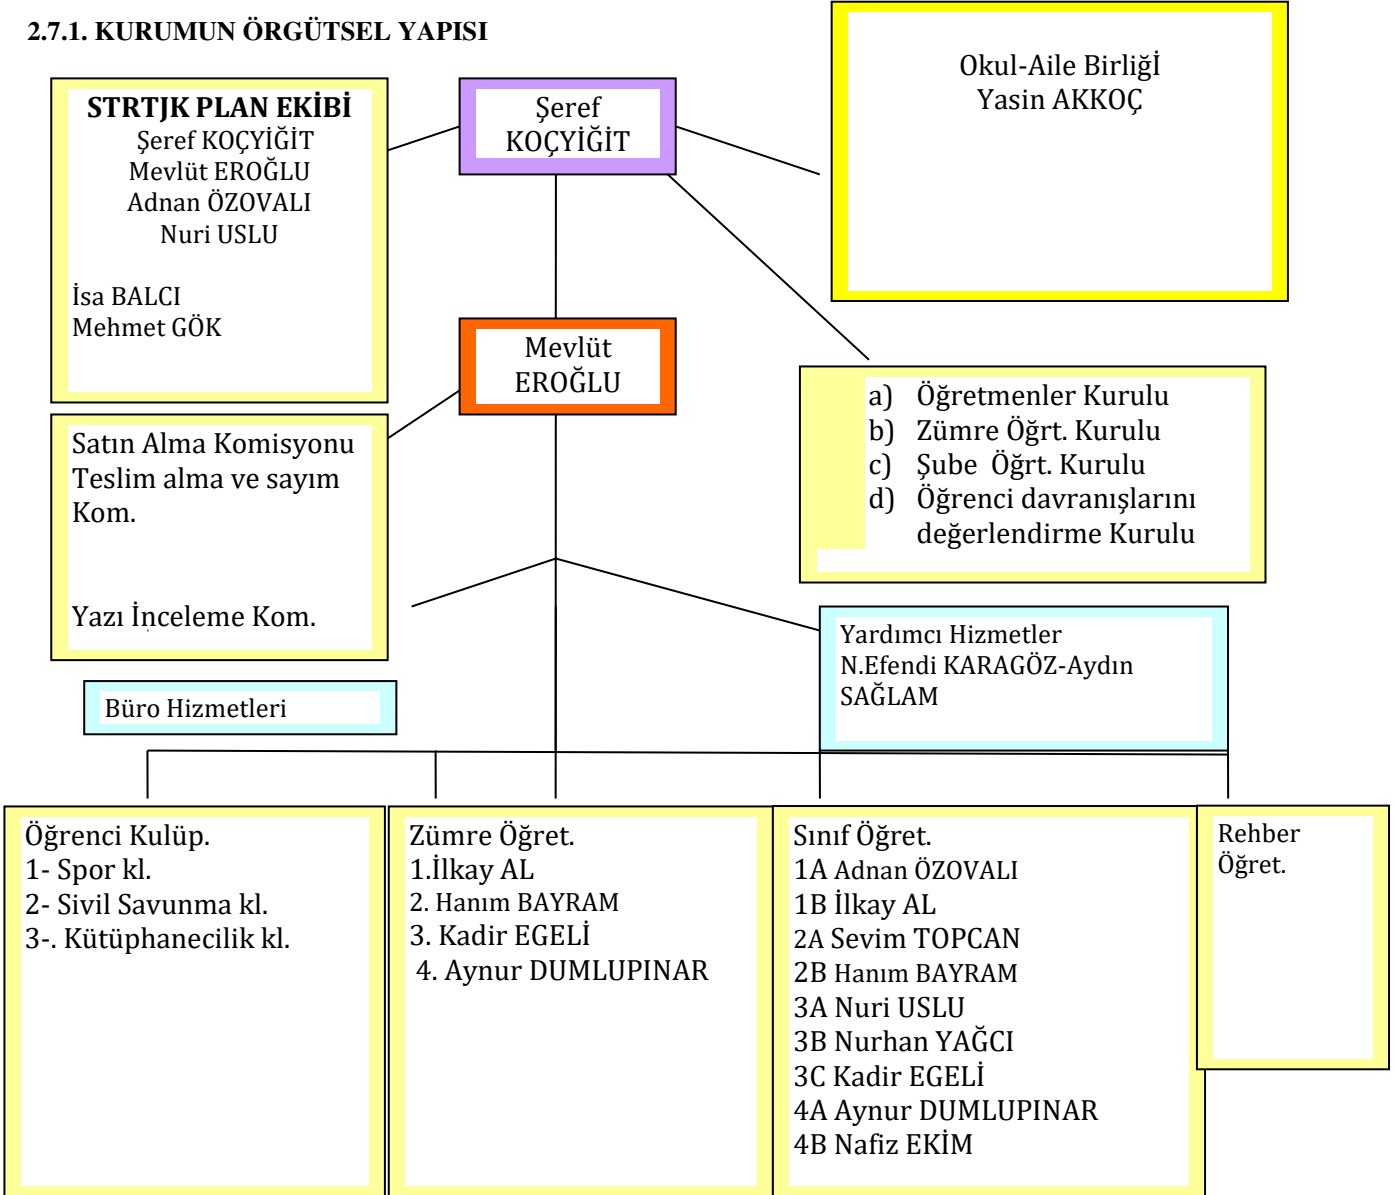 2.7.1. KURUMUN ÖRGÜTSEL YAPISI
STRTJK PLAN EKİBİ
Şeref KOÇYİĞİT
Mevlüt EROĞLU
Adnan ÖZOVALI
Nuri USLU
İsa BALCI
Mehmet GÖK
Şeref
KOÇYİĞİT
Okul-Aile Birliğİ
Yasin AKKOÇ
Mevlüt
EROĞLU
Satın Alma Komisyonu
Teslim alma ve sayım
Kom.
Yazı İnceleme Kom.
a) Öğretmenler Kurulu
b) Zümre Öğrt. Kurulu
c) Şube Öğrt. Kurulu
d) Öğrenci davranışlarını
değerlendirme Kurulu
Yardımcı Hizmetler
N.Efendi KARAGÖZ-Aydın
SAĞLAM
Büro Hizmetleri
Öğrenci Kulüp.
1- Spor kl.
2- Sivil Savunma kl.
3-. Kütüphanecilik kl.
Zümre Öğret.
1.İlkay AL
2. Hanım BAYRAM
3. Kadir EGELİ
4. Aynur DUMLUPINAR
Sınıf Öğret.
1A Adnan ÖZOVALI
1B İlkay AL
2A Sevim TOPCAN
2B Hanım BAYRAM
3A Nuri USLU
3B Nurhan YAĞCI
3C Kadir EGELİ
4A Aynur DUMLUPINAR
4B Nafiz EKİM
Rehber
Öğret.